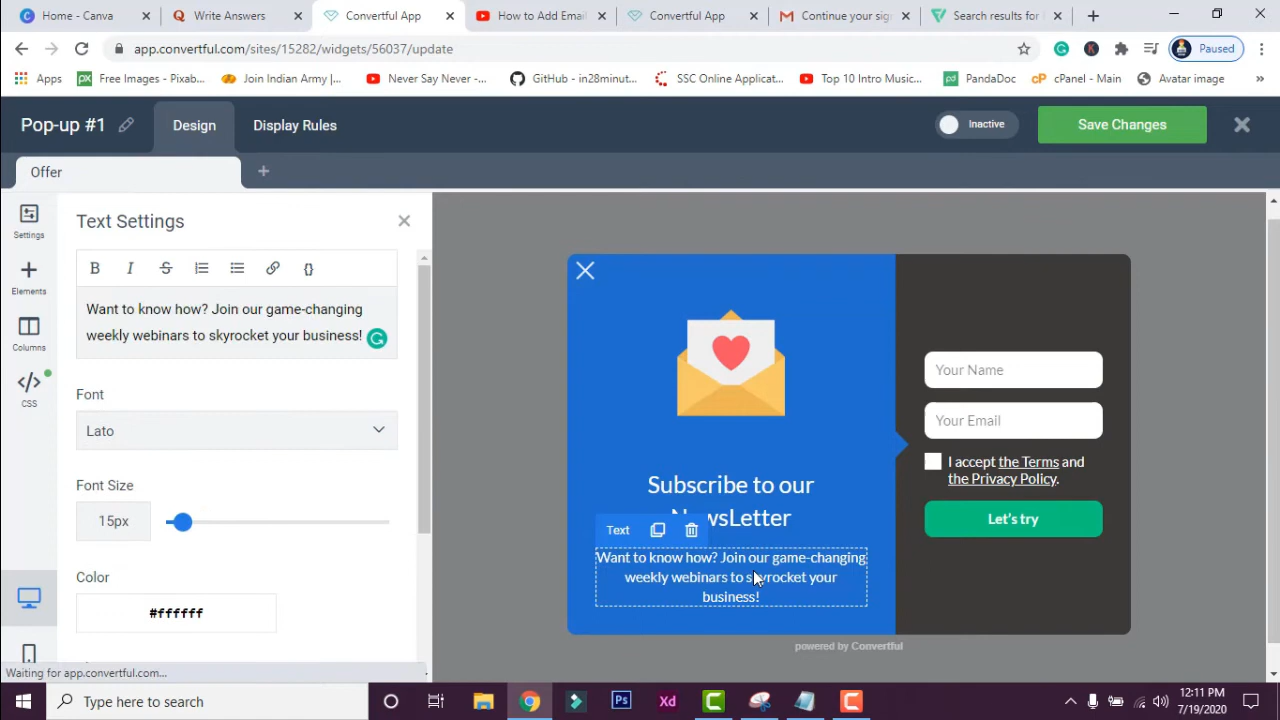 Home - Canva
Write Answers
Convertful App
How to Add Email
Convertful App
Continue your sig
Search results for
app.convertful.com/sites/15282/widgets/56037/update
Paused
Apps
Free Images - Pixab...
Join Indian Army |...
Never Say Never -...
GitHub - in28minut...
SSC Online Applicat...
Top 10 Intro Music...
PandaDoc
cPanel - Main
Avatar image
Pop-up #1
Design
Display Rules
Inactive
Save Changes
Offer
Settings
Elements
Columns
CSS
Text Settings
Want to know how? Join our game-changing
weekly webinars to skyrocket your business!
Font
Lato
Font Size
15px
Color
#ffffff
Waiting for app.convertful.com...
Subscribe to our
NewsLetter
Text
Want to know how? Join our game-changing
weekly webinars to skyrocket your
business!
Your Name
Your Email
I accept the Terms and
the Privacy Policy.
Let's try
powered by Convertful
Type here to search
Ps
Xd
12:11 PM
7/19/2020